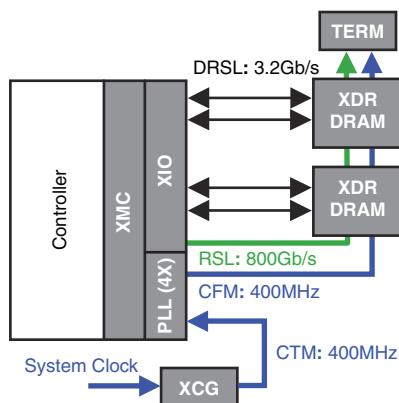 TERM
DRSL: 3.2Gb/s
XDR
DRAM
XDR
DRAM
Controller
XMC
XIO
PLL (4X)
RSL: 800Gb/s
CFM: 400MHz
CTM: 400MHz
System Clock
XCG